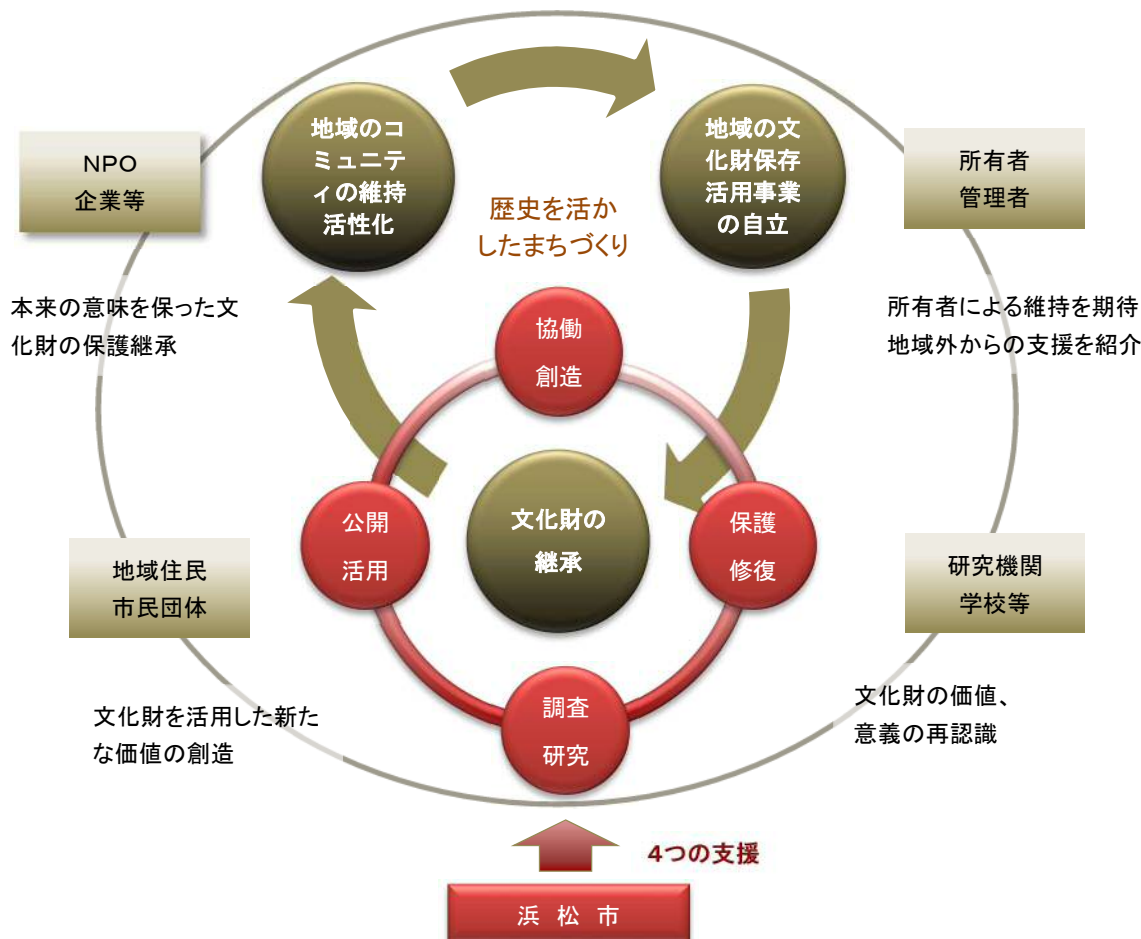 地域のコ
ミュニテ
ィの維持
活性化
地域の文
化財保存
活用事業
の自立
NPO
企業等
所有者
管理者
歴史を活か
したまちづくり
本来の意味を保った文
化財の保護継承
所有者による維持を期待
地域外からの支援を紹介
協働
創造
公開
活用
文化財の
継承
保護
修復
地域住民
市民団体
研究機関
学校等
調査
研究
文化財を活用した新た
な価値の創造
文化財の価値、
意義の再認識
4つの支援
浜 松 市